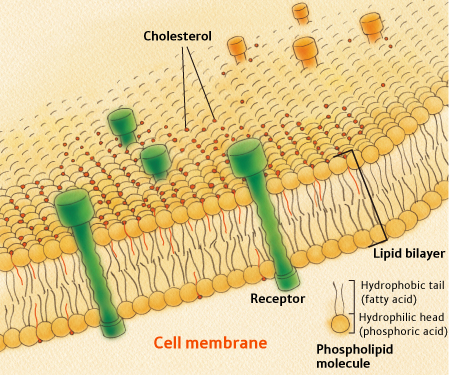 Cholesterol
Lipid bilayer
Hydrophobic tail
(fatty acid)
Receptor
Hydrophilic head
(phosphoric acid)
Cell membrane
Phospholipid
molecule